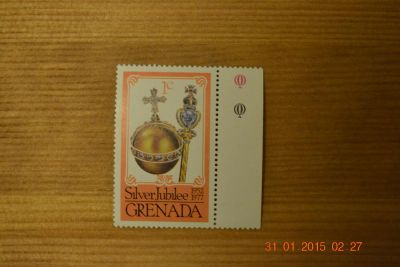 1c
Silver Jubilee 1952
1977
GRENADA
31.01.2015 02:27